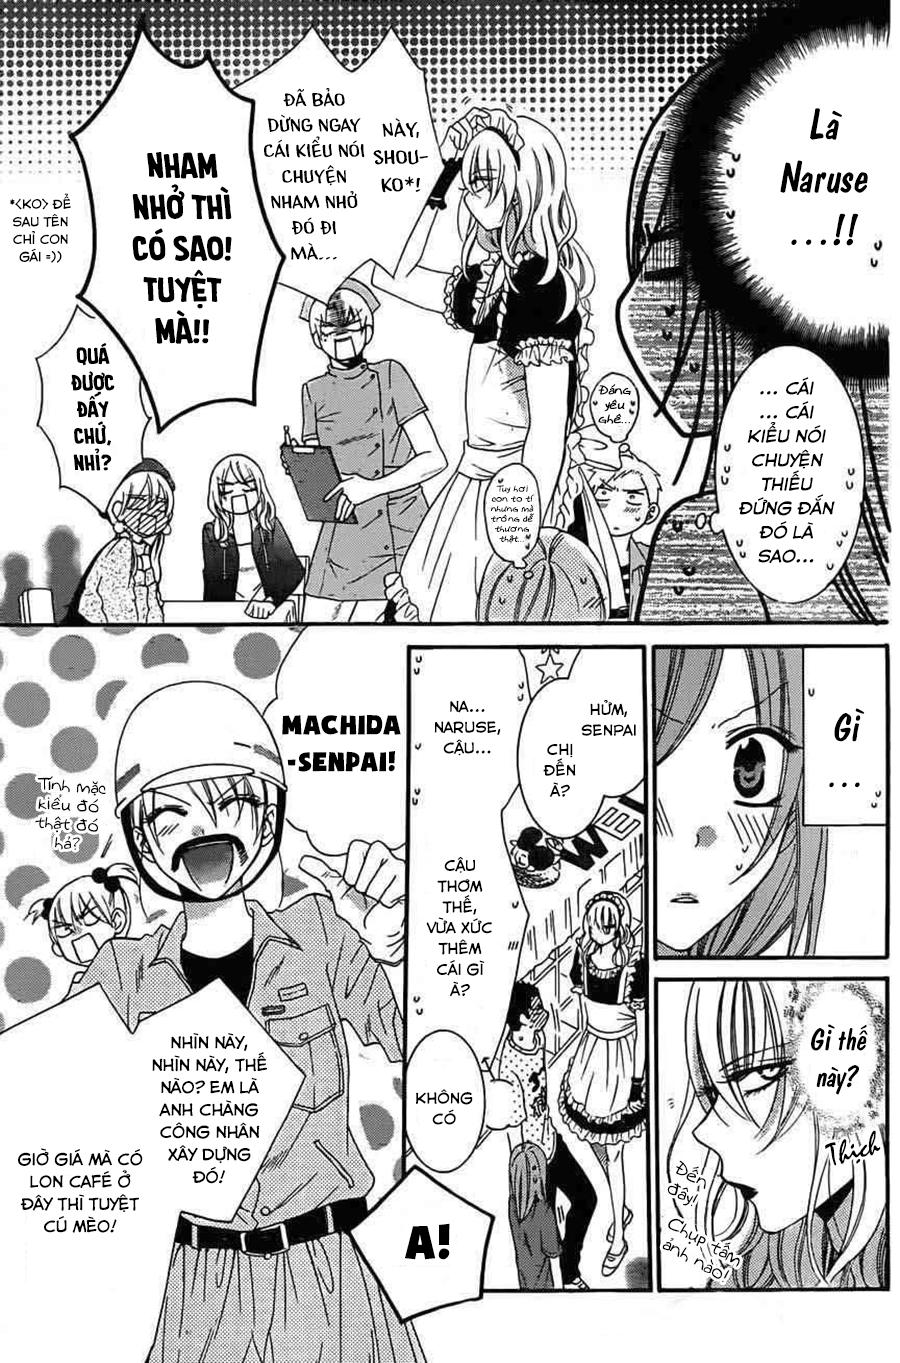 Là
Naruse
...!!
... CÁI
... CÁI
KIỂU NÓI
CHUYỆN
THIẾU
ĐỨNG ĐẮN
ĐÓ LÀ
SAO...
NÀY,
SHOU-
KO*!
ĐÃ BẢO
DỪNG NGAY
CÁI KIỂU NÓI
CHUYỆN
NHAM NHỞ
ĐÓ ĐI
MÀ...
NHAM
NHỞ THÌ
CÓ SAO!
TUYỆT
MÀ!!
*<KO> ĐỂ
SAU TÊN
CHỈ CON
GÁI =))
QUÁ
ĐƯỢC
ĐẤY
CHỨ,
NHỈ?
Đáng
yêu
ghê...
Tuy hơi
con to tí
nhưng mà
trông dễ
thương
thật...
GÌ
...
HỬM,
SENPAI
CHỊ
ĐẾN
À?
NA...
NARUSE,
CẬU...
CẬU
THƠM
THẾ,
VỪA XỨC
THÊM
CÁI GÌ
À?
KHÔNG
CÓ
MACHIDA
-SENPAI!
Tính mặc
kiểu đó
thật đó
hả?
NHÌN NÀY,
NHÌN NÀY, THẾ
NÀO? EM LÀ
ANH CHÀNG
CÔNG NHÂN
XÂY DỰNG
ĐÓ!
GIỜ GIÁ MÀ CÓ
LON CAFÉ Ở
ĐÂY THÌ TUYỆT
CÚ MÈO!
A!
Gì thế
này?
Thịch
Đến
đây!
Chụp tấm
ảnh nào!